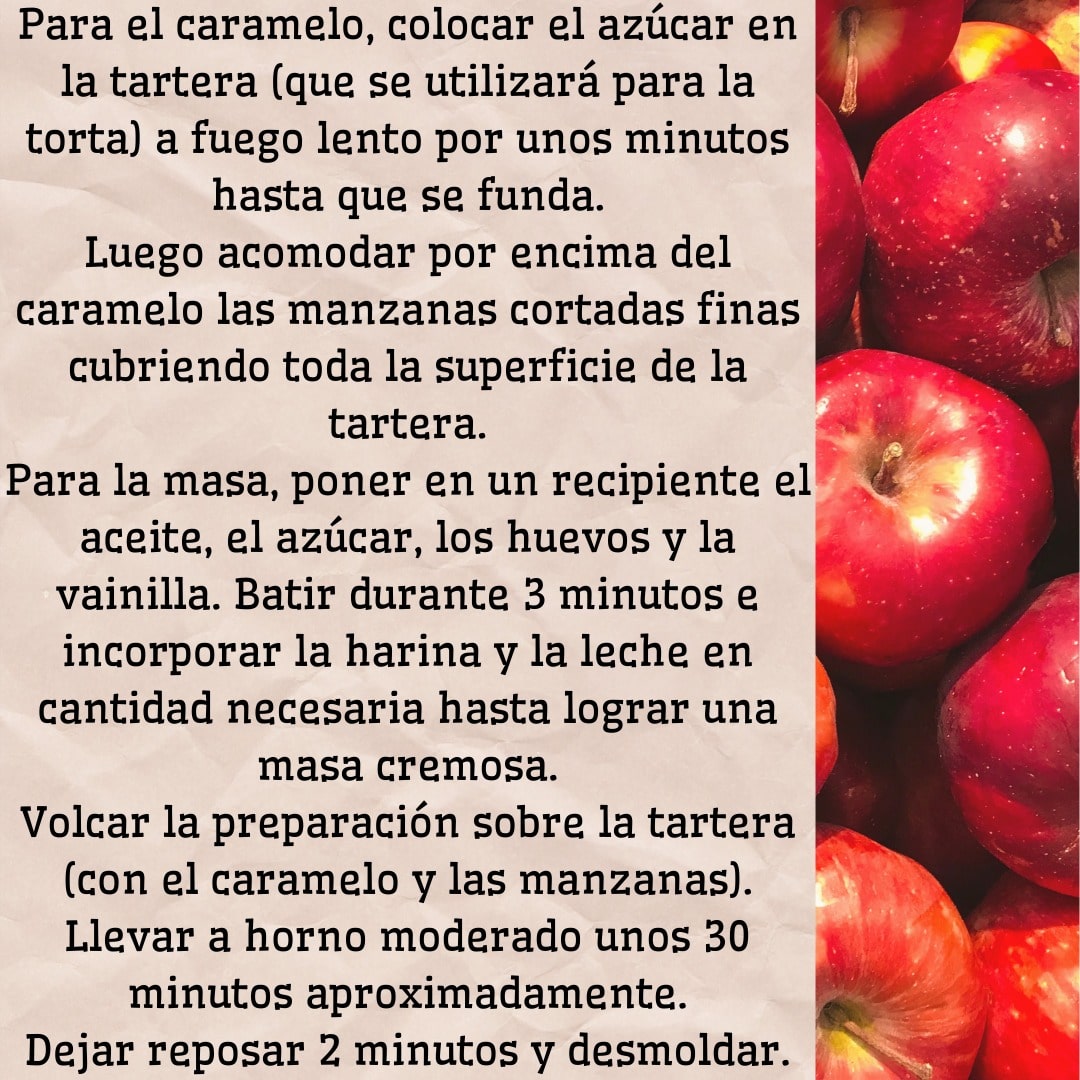 Para el caramelo, colocar el azúcar en
la tartera (que se utilizará para la
torta) a fuego lento por unos minutos
hasta que se funda.
Luego acomodar por encima del
caramelo las manzanas cortadas finas
cubriendo toda la superficie de la
tartera.
Para la masa, poner en un recipiente el
aceite, el azúcar, los huevos y la
vainilla. Batir durante 3 minutos e
incorporar la harina y la leche en
cantidad necesaria hasta lograr una
masa cremosa.
Volcar la preparación sobre la tartera
(con el caramelo y las manzanas).
Llevar a horno moderado unos 30
minutos aproximadamente.
Dejar reposar 2 minutos y desmoldar.